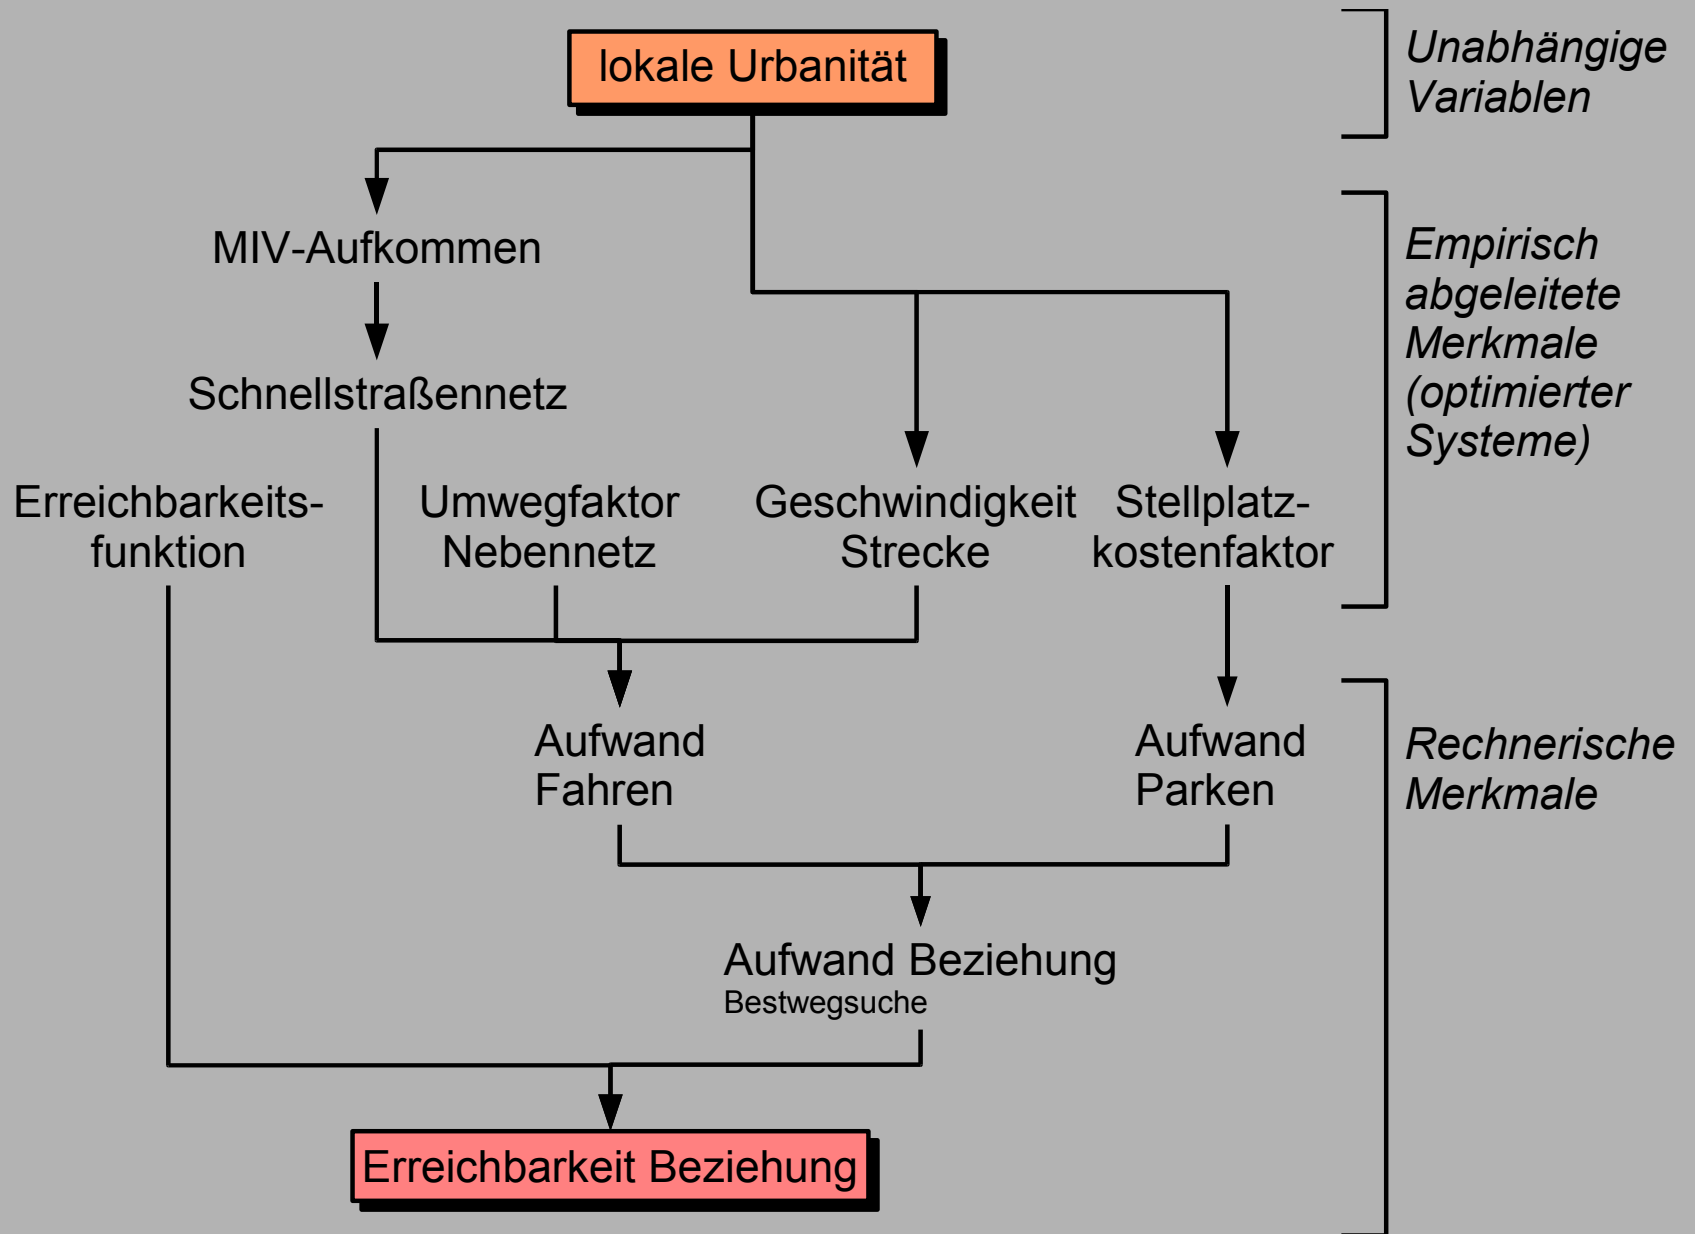 lokale Urbanität
Unabhängige
Variablen
MIV-Aufkommen
Empirisch
abgeleitete
Merkmale
(optimierter
Systeme)
Schnellstraßennetz
Erreichbarkeits-
funktion
Umwegfaktor
Nebennetz
Geschwindigkeit
Strecke
Stellplatz-
kostenfaktor
Aufwand
Fahren
Aufwand
Parken
Rechnerische
Merkmale
Aufwand Beziehung
Bestwegsuche
Erreichbarkeit Beziehung